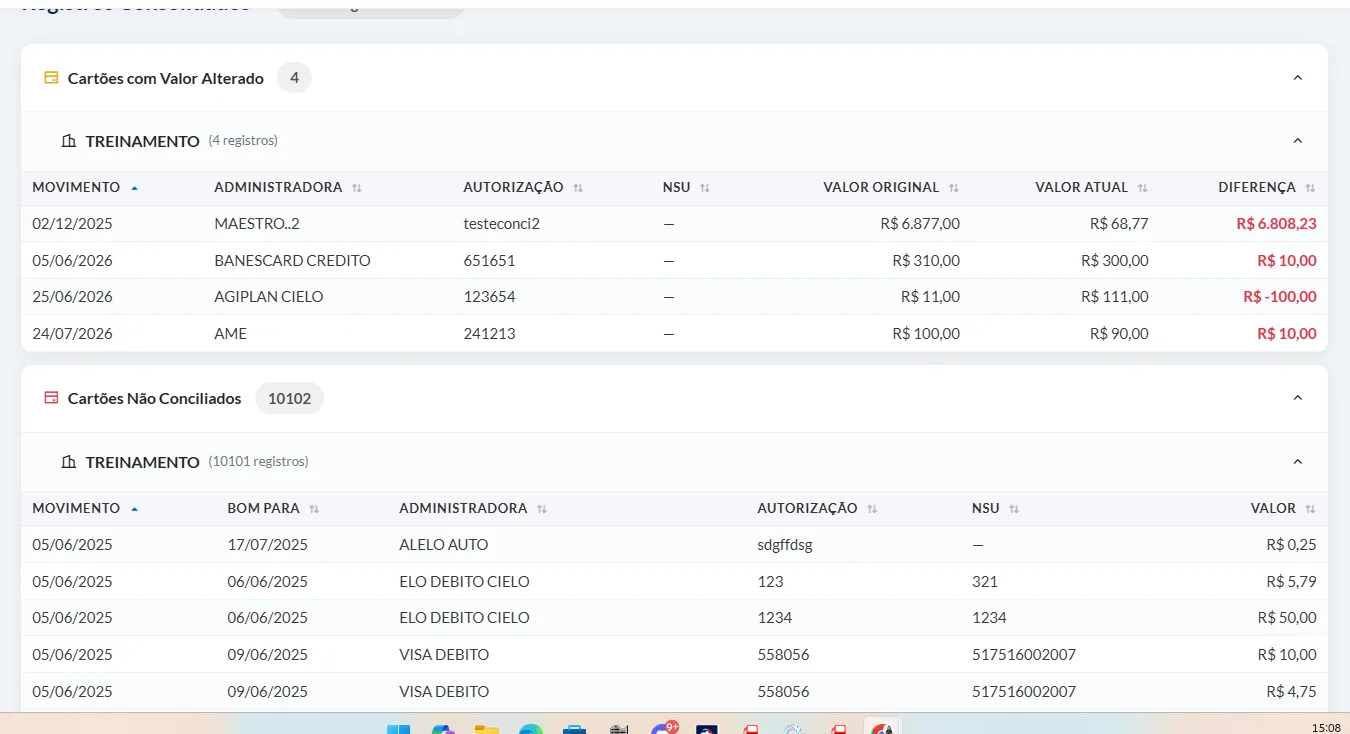 Cartões com Valor Alterado 4
TREINAMENTO (4 registros)
MOVIMENTO ADMINISTRADORA AUTORIZAÇÃO NSU VALOR ORIGINAL VALOR ATUAL DIFERENÇA
02/12/2025 MAESTRO..2 testeconci2 — R$ 6.877,00 R$ 68,77 R$ 6.808,23
05/06/2026 BANESCARD CREDITO 651651 — R$ 310,00 R$ 300,00 R$ 10,00
25/06/2026 AGIPLAN CIELO 123654 — R$ 11,00 R$ 111,00 R$ -100,00
24/07/2026 AME 241213 — R$ 100,00 R$ 90,00 R$ 10,00
Cartões Não Conciliados 10102
TREINAMENTO (10101 registros)
MOVIMENTO BOM PARA ADMINISTRADORA AUTORIZAÇÃO NSU VALOR
05/06/2025 17/07/2025 ALELO AUTO sdgffdsg — R$ 0,25
05/06/2025 06/06/2025 ELO DEBITO CIELO 123 321 R$ 5,79
05/06/2025 06/06/2025 ELO DEBITO CIELO 1234 1234 R$ 50,00
05/06/2025 09/06/2025 VISA DEBITO 558056 517516002007 R$ 10,00
05/06/2025 09/06/2025 VISA DEBITO 558056 517516002007 R$ 4,75
9+
15:08